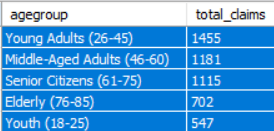 agegroup total_claims
Young Adults (26-45) 1455
Middle-Aged Adults (46-60) 1181
Senior Citizens (61-75) 1115
Elderly (76-85) 702
Youth (18-25) 547